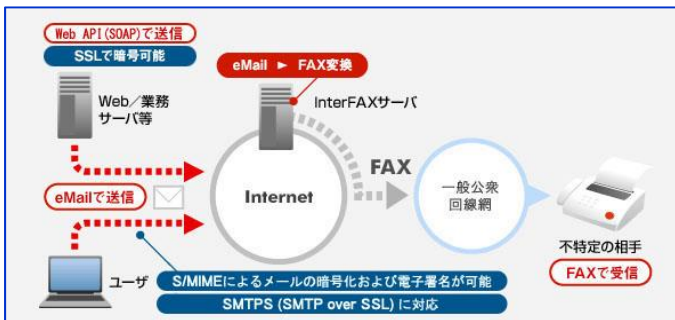 Web API(SOAP)で送信
SSLで暗号可能
eMail ► FAX変換
Web／業務
サーバ等
InterFAXサーバ
FAX
eMailで送信
Internet
一般公衆
回線網
不特定の相手
FAXで受信
ユーザ
S/MIMEによるメールの暗号化および電子署名が可能
SMTPS (SMTP over SSL) に対応